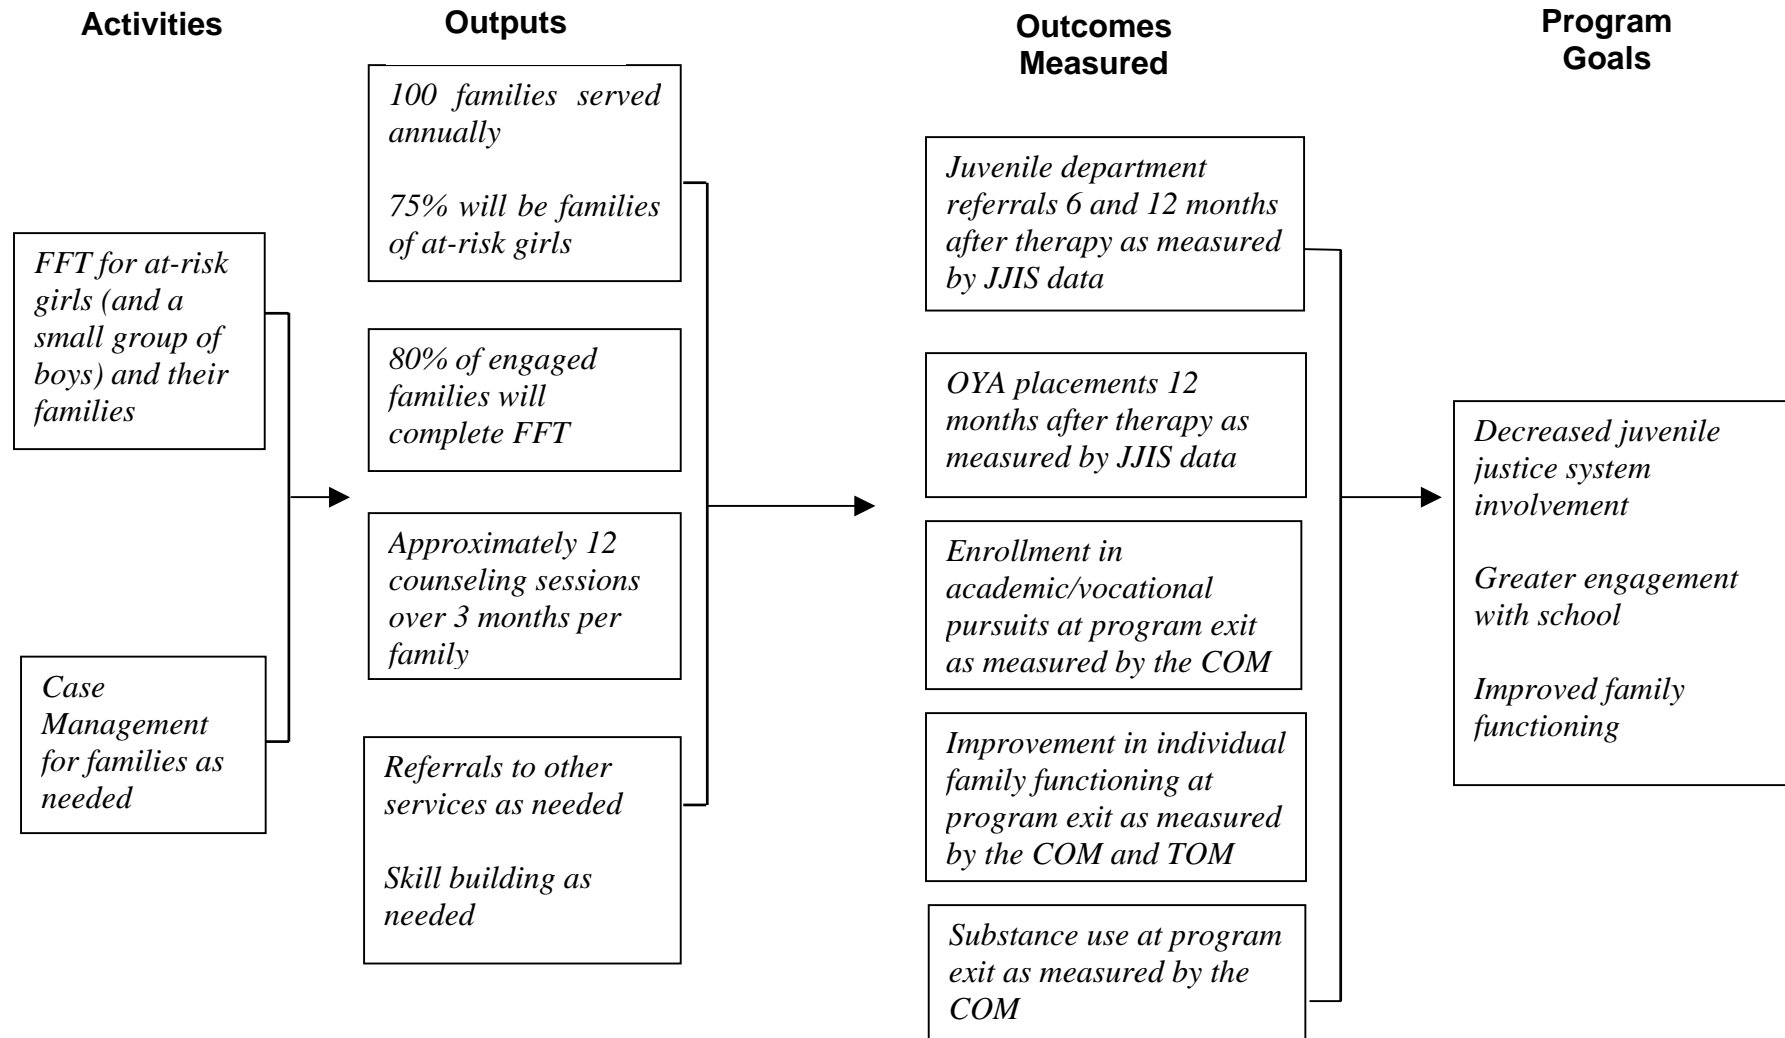 Activities
Outputs
Outcomes
Measured
Program
Goals
FFT for at-risk
girls (and a
small group of
boys) and their
families
Case
Management
for families as
needed
100 families served
annually
75% will be families
of at-risk girls
80% of engaged
families will
complete FFT
Approximately 12
counseling sessions
over 3 months per
family
Referrals to other
services as needed
Skill building as
needed
Juvenile department
referrals 6 and 12 months
after therapy as measured
by JJIS data
OYA placements 12
months after therapy as
measured by JJIS data
Enrollment in
academic/vocational
pursuits at program exit
as measured by the COM
Improvement in individual
family functioning at
program exit as measured
by the COM and TOM
Substance use at program
exit as measured by the
COM
Decreased juvenile
justice system
involvement
Greater engagement
with school
Improved family
functioning